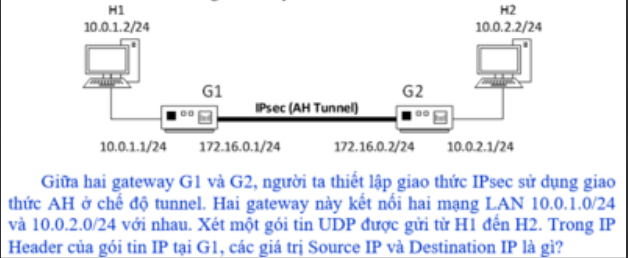 H1
10.0.1.2/24
H2
10.0.2.2/24
G1
IPsec (AH Tunnel)
G2
10.0.1.1/24
172.16.0.1/24
172.16.0.2/24
10.0.2.1/24
Giữa hai gateway G1 và G2, người ta thiết lập giao thức IPsec sử dụng giao
thức AH ở chế độ tunnel. Hai gateway này kết nối hai mạng LAN 10.0.1.0/24
và 10.0.2.0/24 với nhau. Xét một gói tin UDP được gửi từ H1 đến H2. Trong IP
Header của gói tin IP tại G1, các giá trị Source IP và Destination IP là gì?